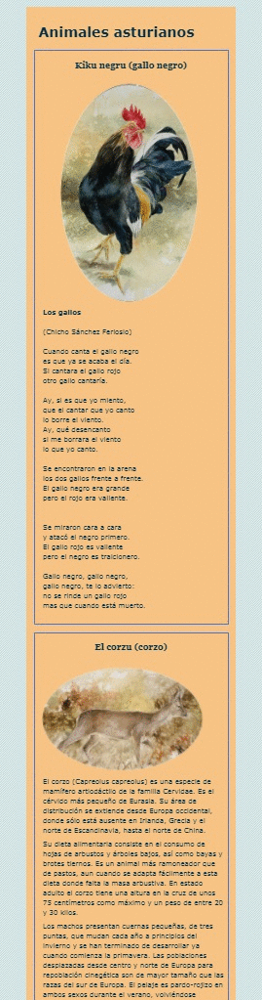 Animales asturianos
Kiku negru (gallo negro)
Los gallos
(Chicho Sánchez Ferlosio)
Cuando canta el gallo negro
es que ya se acaba el día.
Si cantara el gallo rojo
otro gallo cantaría.
Ay, si es que yo miento,
que el cantar que yo canto
lo borre el viento.
Ay, qué desencanto
si me borrara el viento
lo que yo canto.
Se encontraron en la arena
los dos gallos frente a frente.
El gallo negro era grande
pero el rojo era valiente.
Se miraron cara a cara
y atacó el negro primero.
El gallo rojo es valiente
pero el negro es traicionero.
Gallo negro, gallo negro,
gallo negro, te lo advierto:
no se rinde un gallo rojo
mas que cuando está muerto.
El corzu (corzo)
El corzo (Capreolus capreolus) es una especie de
mamífero artiodáctilo de la familia Cervidae. Es el
cérvido más pequeño de Eurasia. Su área de
distribución se extiende desde Europa occidental,
donde sólo está ausente en Irlanda, Grecia y el
norte de Escandinavia, hasta el norte de China.
Su dieta alimentaria consiste en el consumo de
hojas de arbustos y árboles bajos, así como bayas y
brotes tiernos. Es un animal más ramoneador que
de pastos, aun cuando se adapta fácilmente a esta
dieta donde falta la masa arbustiva. En estado
adulto el corzo tiene una altura en la cruz de unos
75 centímetros como máximo y un peso de entre 20
y 30 kilos.
Los machos presentan cuernas pequeñas, de tres
puntas, que mudan cada año a principios del
invierno y se han terminado de desarrollar ya
cuando comienza la primavera. Las poblaciones
desplazadas desde centro y norte de Europa para
repoblación cinegética son de mayor tamaño que las
razas del sur de Europa. El pelaje es pardo-rojizo en
ambos sexos durante el verano, volviéndose